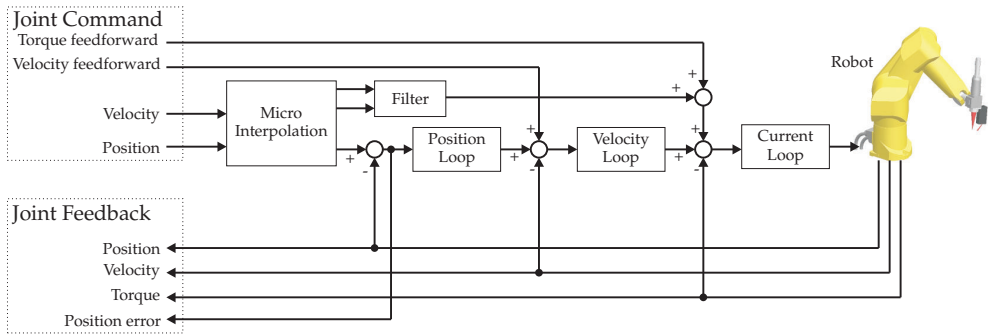 Joint Command
Torque feedforward
Velocity feedforward
Velocity
Position
Micro
Interpolation
Filter
Position
Loop
Velocity
Loop
Current
Loop
Robot
+
-
+
+
-
+
+
+
+
-
Joint Feedback
Position
Velocity
Torque
Position error